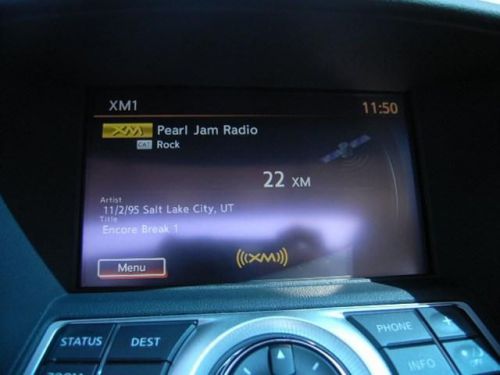 XM1
11:50
XM Pearl Jam Radio
CAT Rock
22 XM
Artist
11/2/95 Salt Lake City, UT
Title
Encore Break 1
Menu
((XM))
STATUS
DEST
PHONE
INFO
ZOOM